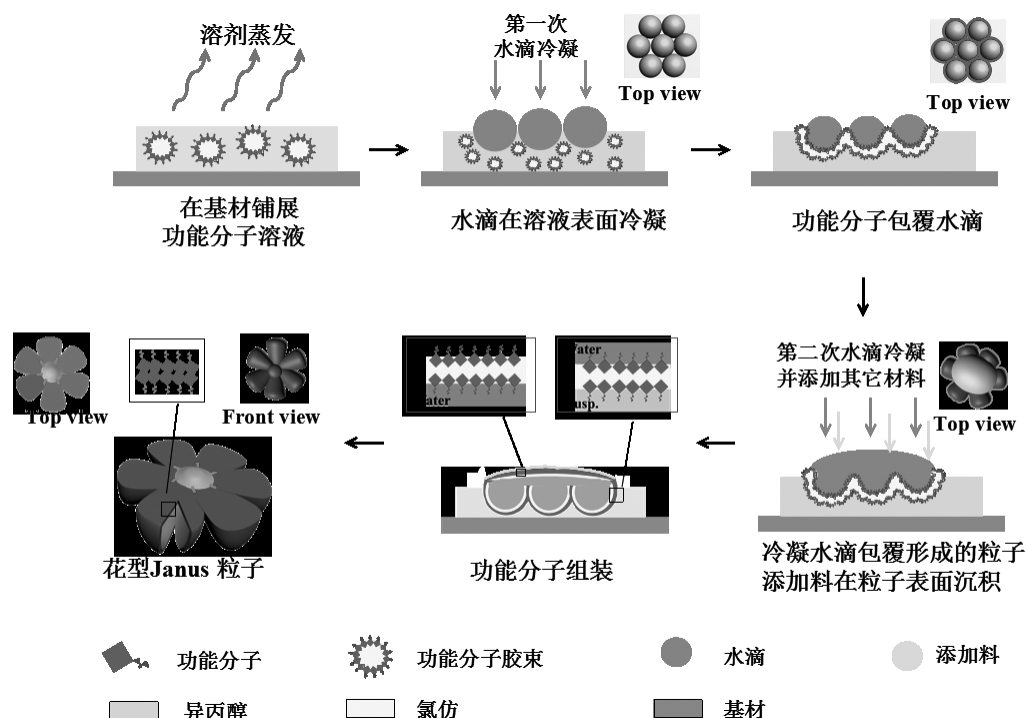 溶剂蒸发
第一次
水滴冷凝
Top view
Top view
在基材铺展
功能分子溶液
水滴在溶液表面冷凝
功能分子包覆水滴
第二次水滴冷凝
并添加其它材料
Top view
冷凝水滴包覆形成的粒子
添加料在粒子表面沉积
ater
Water
usp.
功能分子组装
Top view
Front view
花型Janus 粒子
功能分子
功能分子胶束
水滴
添加料
异丙醇
氯仿
基材